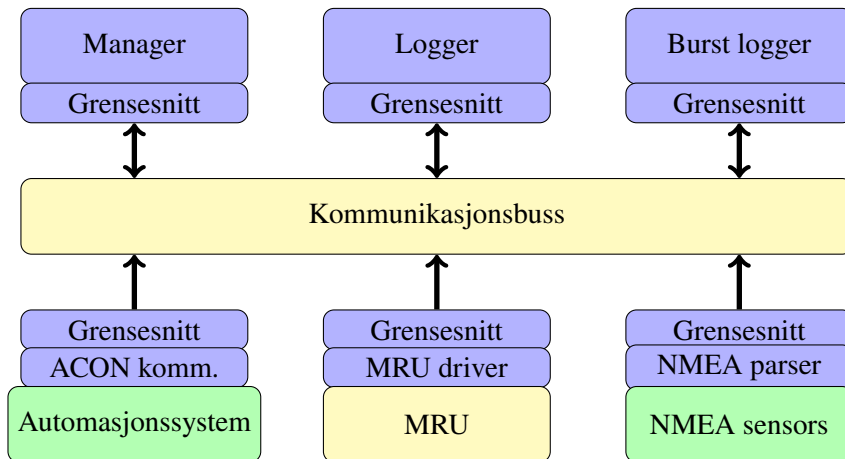 Manager
Logger
Burst logger
Grensesnitt
Grensesnitt
Grensesnitt
Kommunikasjonsbuss
Grensesnitt
Grensesnitt
Grensesnitt
ACON komm.
MRU driver
NMEA parser
Automasjonssystem
MRU
NMEA sensors